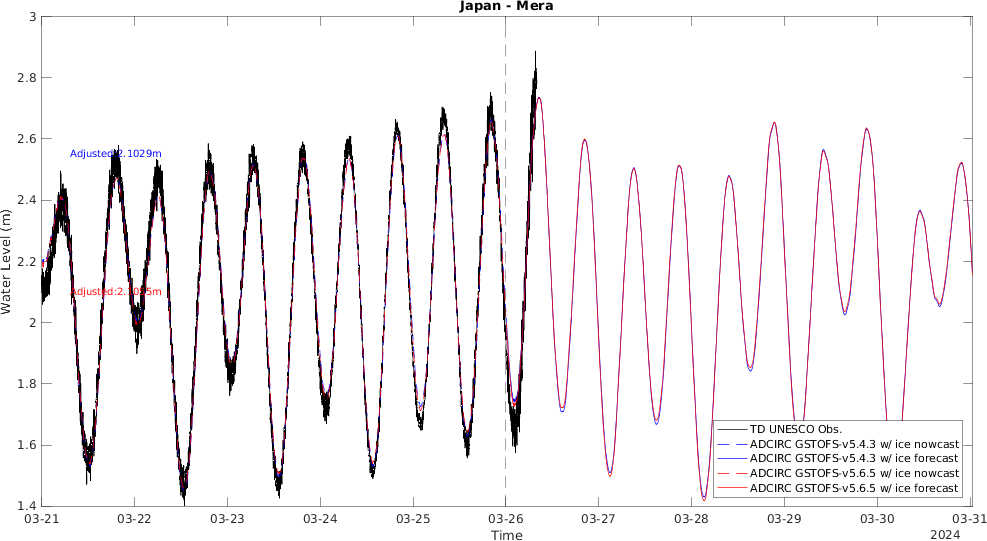 Japan - Mera
3
2.8
2.6
2.4
2.2
2
1.8
1.6
1.4
Water Level (m)
Adjusted:2.1029m
03-21
03-22
03-23
03-24
03-25
03-26
03-27
03-28
03-29
03-30
03-31
Time
2024
TD UNESCO Obs.
ADCIRC GSTOFS-v5.4.3 w/ ice nowcast
ADCIRC GSTOFS-v5.4.3 w/ ice forecast
ADCIRC GSTOFS-v5.6.5 w/ ice nowcast
ADCIRC GSTOFS-v5.6.5 w/ ice forecast